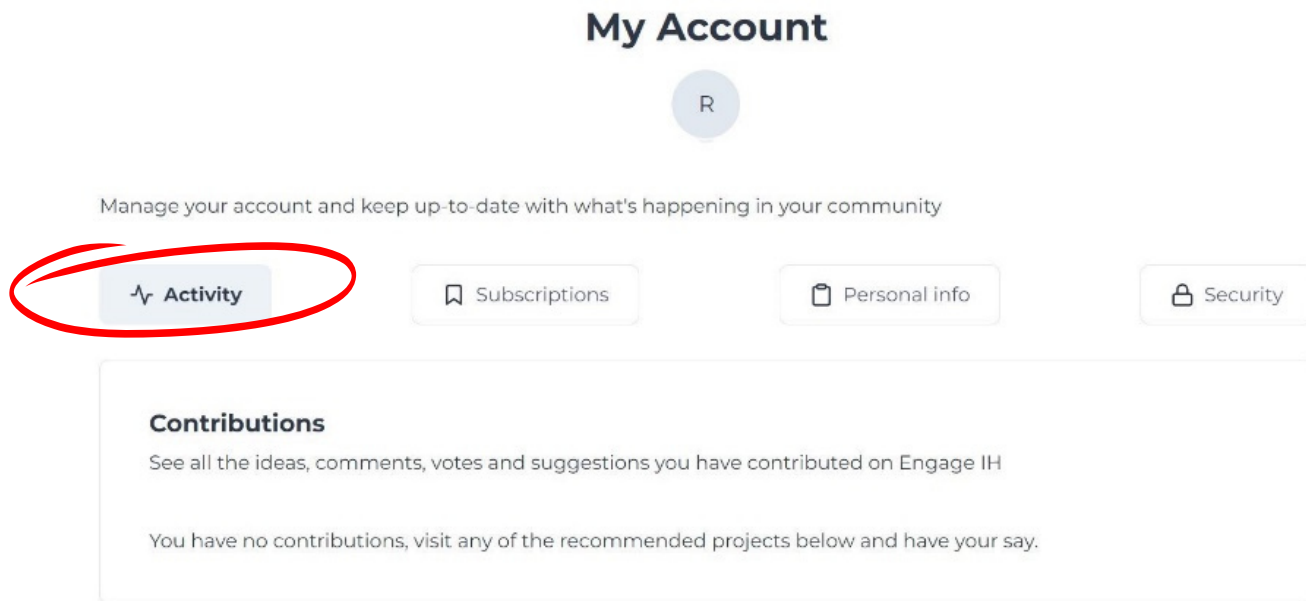 My Account
R
Manage your account and keep up-to-date with what's happening in your community
Activity
Subscriptions
Personal info
Security
Contributions
See all the ideas, comments, votes and suggestions you have contributed on Engage IH
You have no contributions, visit any of the recommended projects below and have your say.